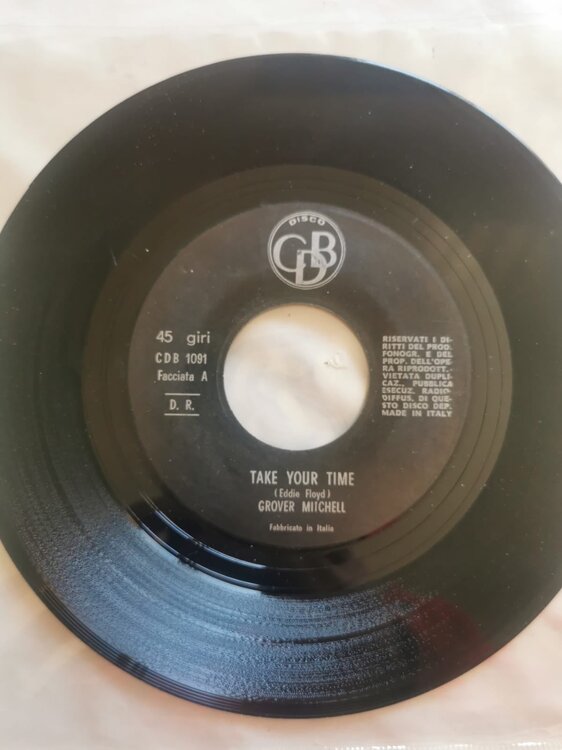 DISCO
CDB
45 giri
CDB 1091
Facciata A
D. R.
RISERVATI I DI-
RITTI DEL PROD.
FONOGR. E DEL
PROP. DELL'OPE-
RA RIPRODOTT.-
VIETATA DUPLI-
CAZ., PUBBLICA
ESECUZ. RADIO-
DIFFUS. DI QUE-
STO DISCO DEP.
MADE IN ITALY
TAKE YOUR TIME
(Eddie Floyd)
GROVER MITCHELL
Fabbricato in Italia